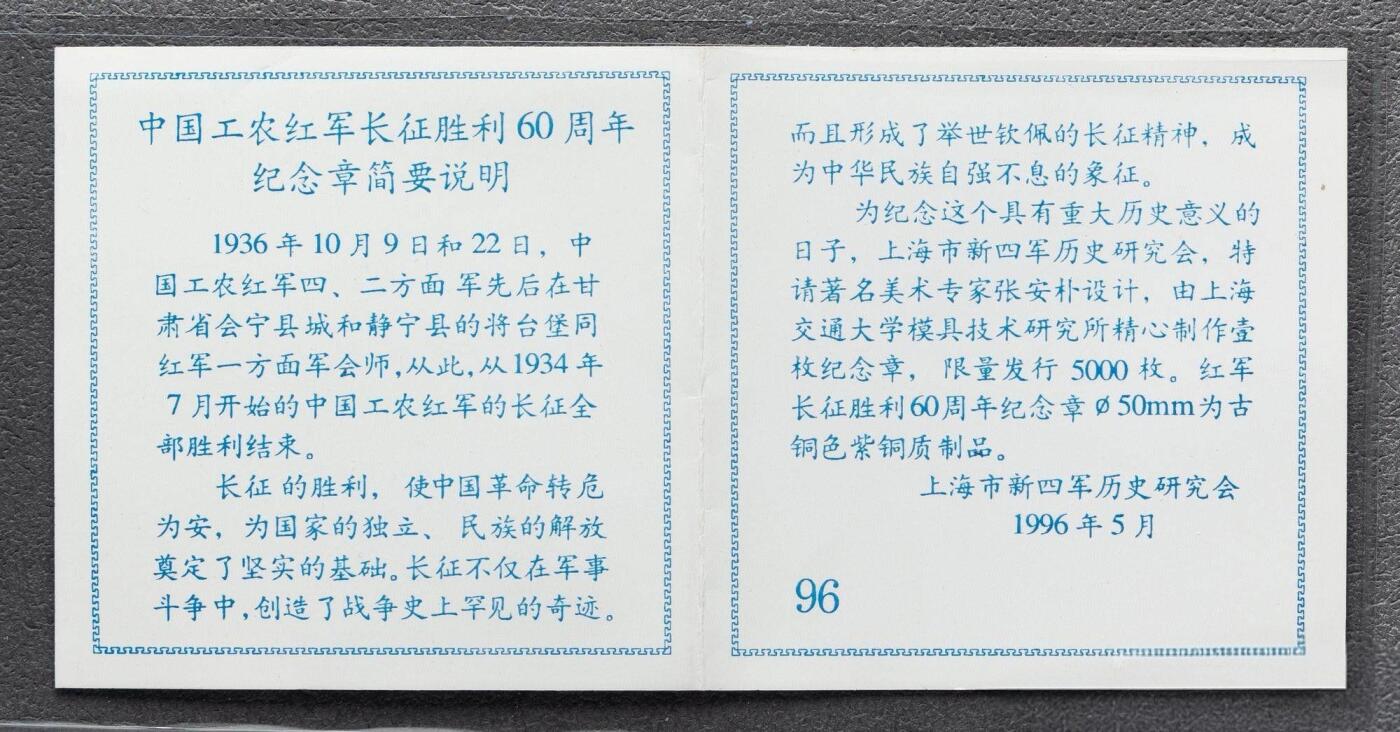 中国工农红军长征胜利60周年
纪念章简要说明
1936年10月9日和22日，中
国工农红军四、二方面军先后在甘
肃省会宁县城和静宁县的将台堡同
红军一方面军会师,从此,从1934年
7月开始的中国工农红军的长征全
部胜利结束。
长征的胜利，使中国革命转危
为安，为国家的独立、民族的解放
奠定了坚实的基础。长征不仅在军事
斗争中,创造了战争史上罕见的奇迹。
而且形成了举世钦佩的长征精神，成
为中华民族自强不息的象征。
为纪念这个具有重大历史意义的
日子，上海市新四军历史研究会，特
请著名美术专家张安朴设计，由上海
交通大学模具技术研究所精心制作壹
枚纪念章，限量发行5000枚。红军
长征胜利60周年纪念章ø50mm为古
铜色紫铜质制品。
上海市新四军历史研究会
1996年5月
96